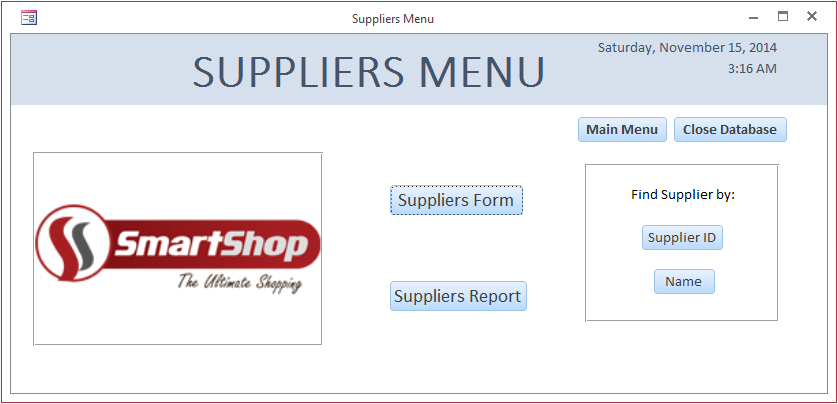 Suppliers Menu
SUPPLIERS MENU
Saturday, November 15, 2014
3:16 AM
Main Menu
Close Database
SmartShop
The Ultimate Shopping
Suppliers Form
Suppliers Report
Find Supplier by:
Supplier ID
Name